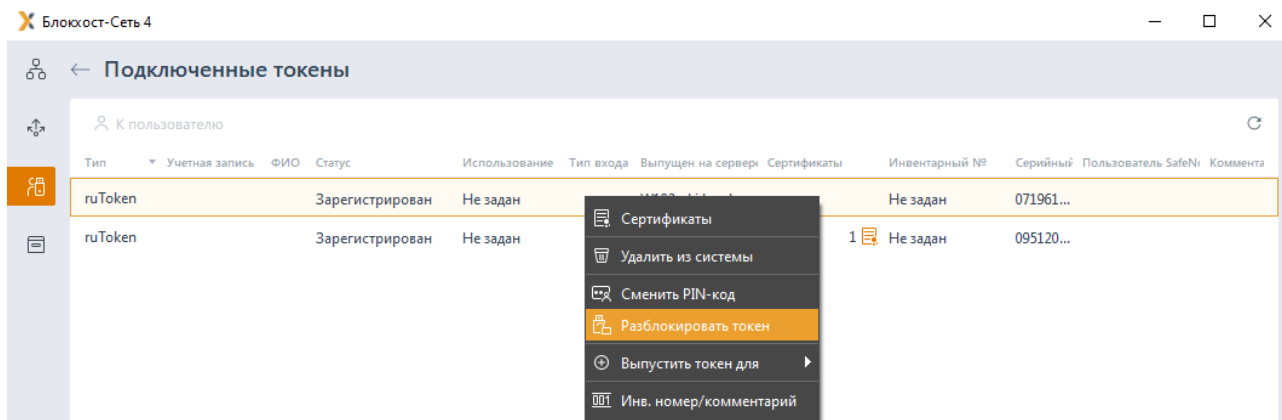 Блокхост-Сеть 4
Подключенные токены
К пользователю
Тип Учетная запись ФИО Статус Использование Тип входа Выпущен на сервере Сертификаты Инвентарный № Серийный Пользователь SafeNe Коммента
ruToken Зарегистрирован Не задан Не задан 071961...
Сертификаты
ruToken Зарегистрирован Не задан 1 Не задан 095120...
Удалить из системы
Сменить PIN-код
Разблокировать токен
Выпустить токен для
Инв. номер/комментарий